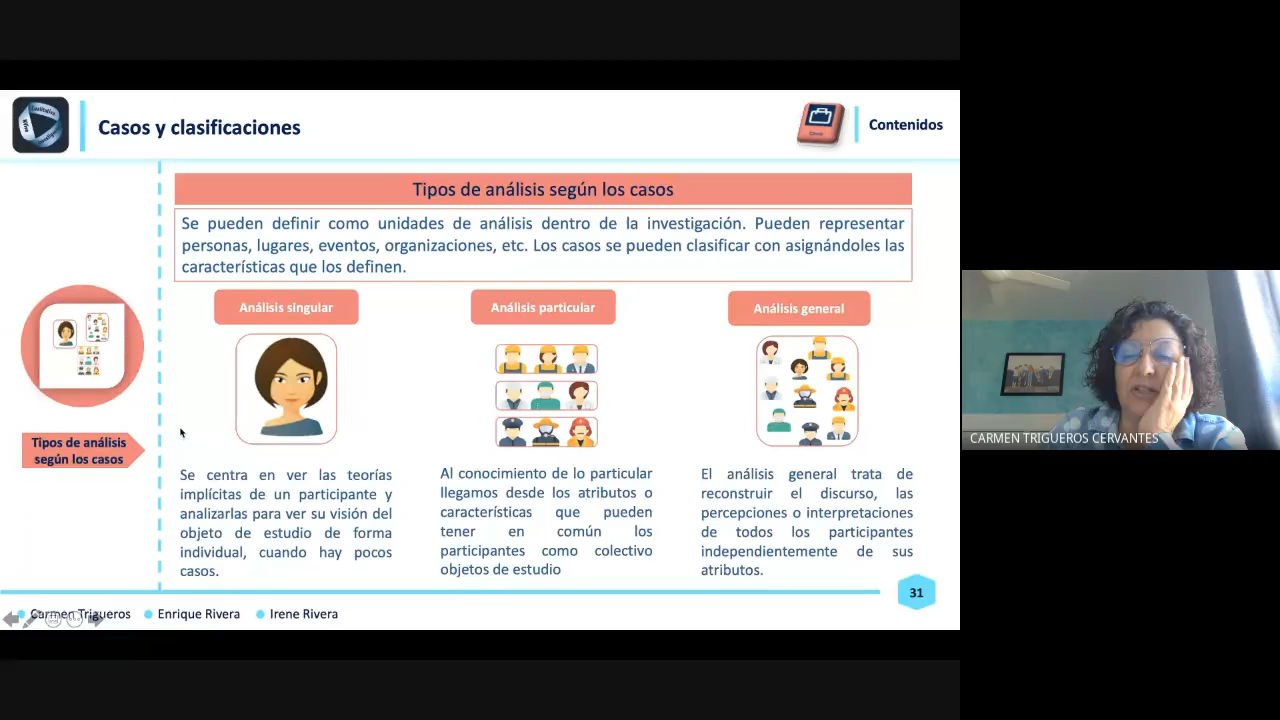 Casos y clasificaciones
Contenidos
Tipos de análisis según los casos
Se pueden definir como unidades de análisis dentro de la investigación. Pueden representar
personas, lugares, eventos, organizaciones, etc. Los casos se pueden clasificar con asignándoles las
características que los definen.
Análisis singular
Análisis particular
Análisis general
Tipos de análisis
según los casos
Se centra en ver las teorías
implícitas de un participante y
analizarlas para ver su visión del
objeto de estudio de forma
individual, cuando hay pocos
casos.
Al conocimiento de lo particular
llegamos desde los atributos o
características que pueden
tener en común los
participantes como colectivo
objetos de estudio
El análisis general trata de
reconstruir el discurso, las
percepciones o interpretaciones
de todos los participantes
independientemente de sus
atributos.
31
Carmen Trigueros
Enrique Rivera
Irene Rivera
CARMEN TRIGUEROS CERVANTES